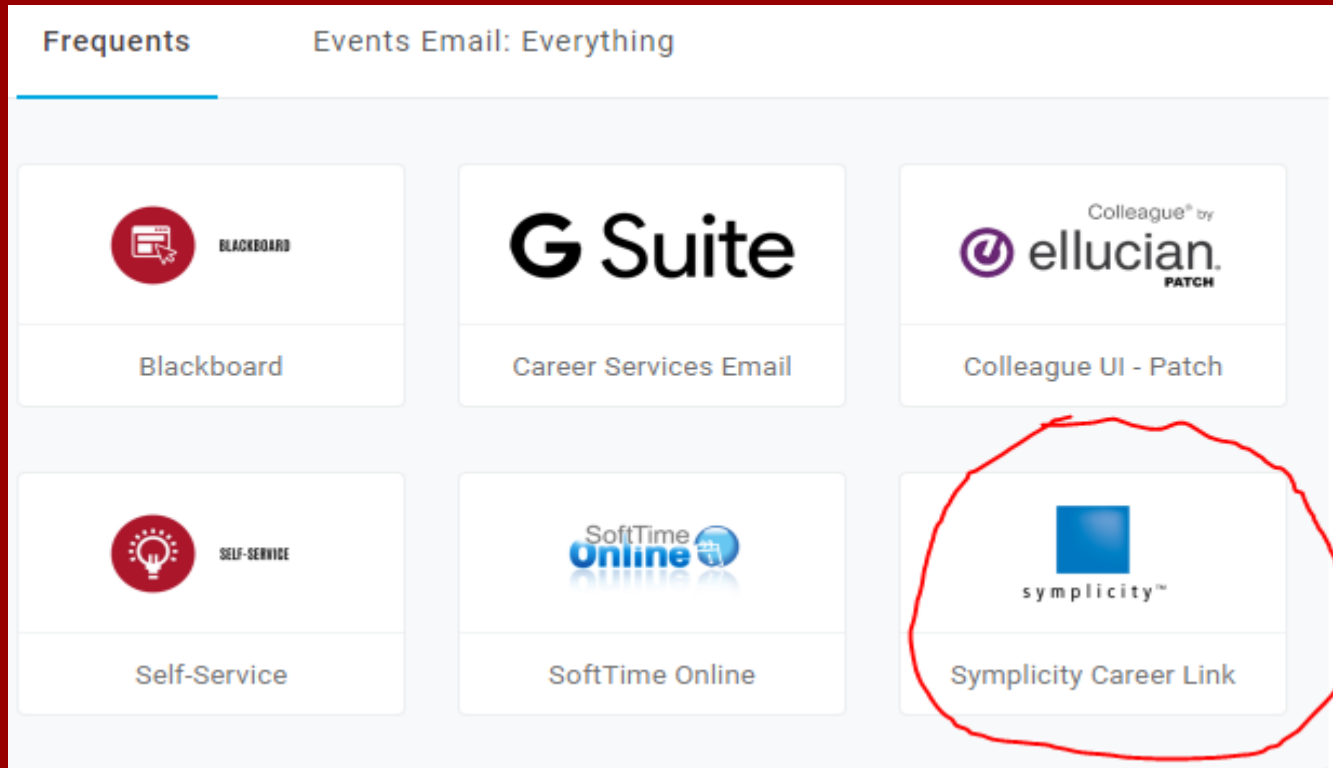 Frequents Events Email: Everything
BLACKBOARD
G Suite
Colleague® by
ellucian.
PATCH
Blackboard
Career Services Email
Colleague UI - Patch
SELF-SERVICE
SoftTime
Online
symplicity™
Self-Service
SoftTime Online
Symplicity Career Link